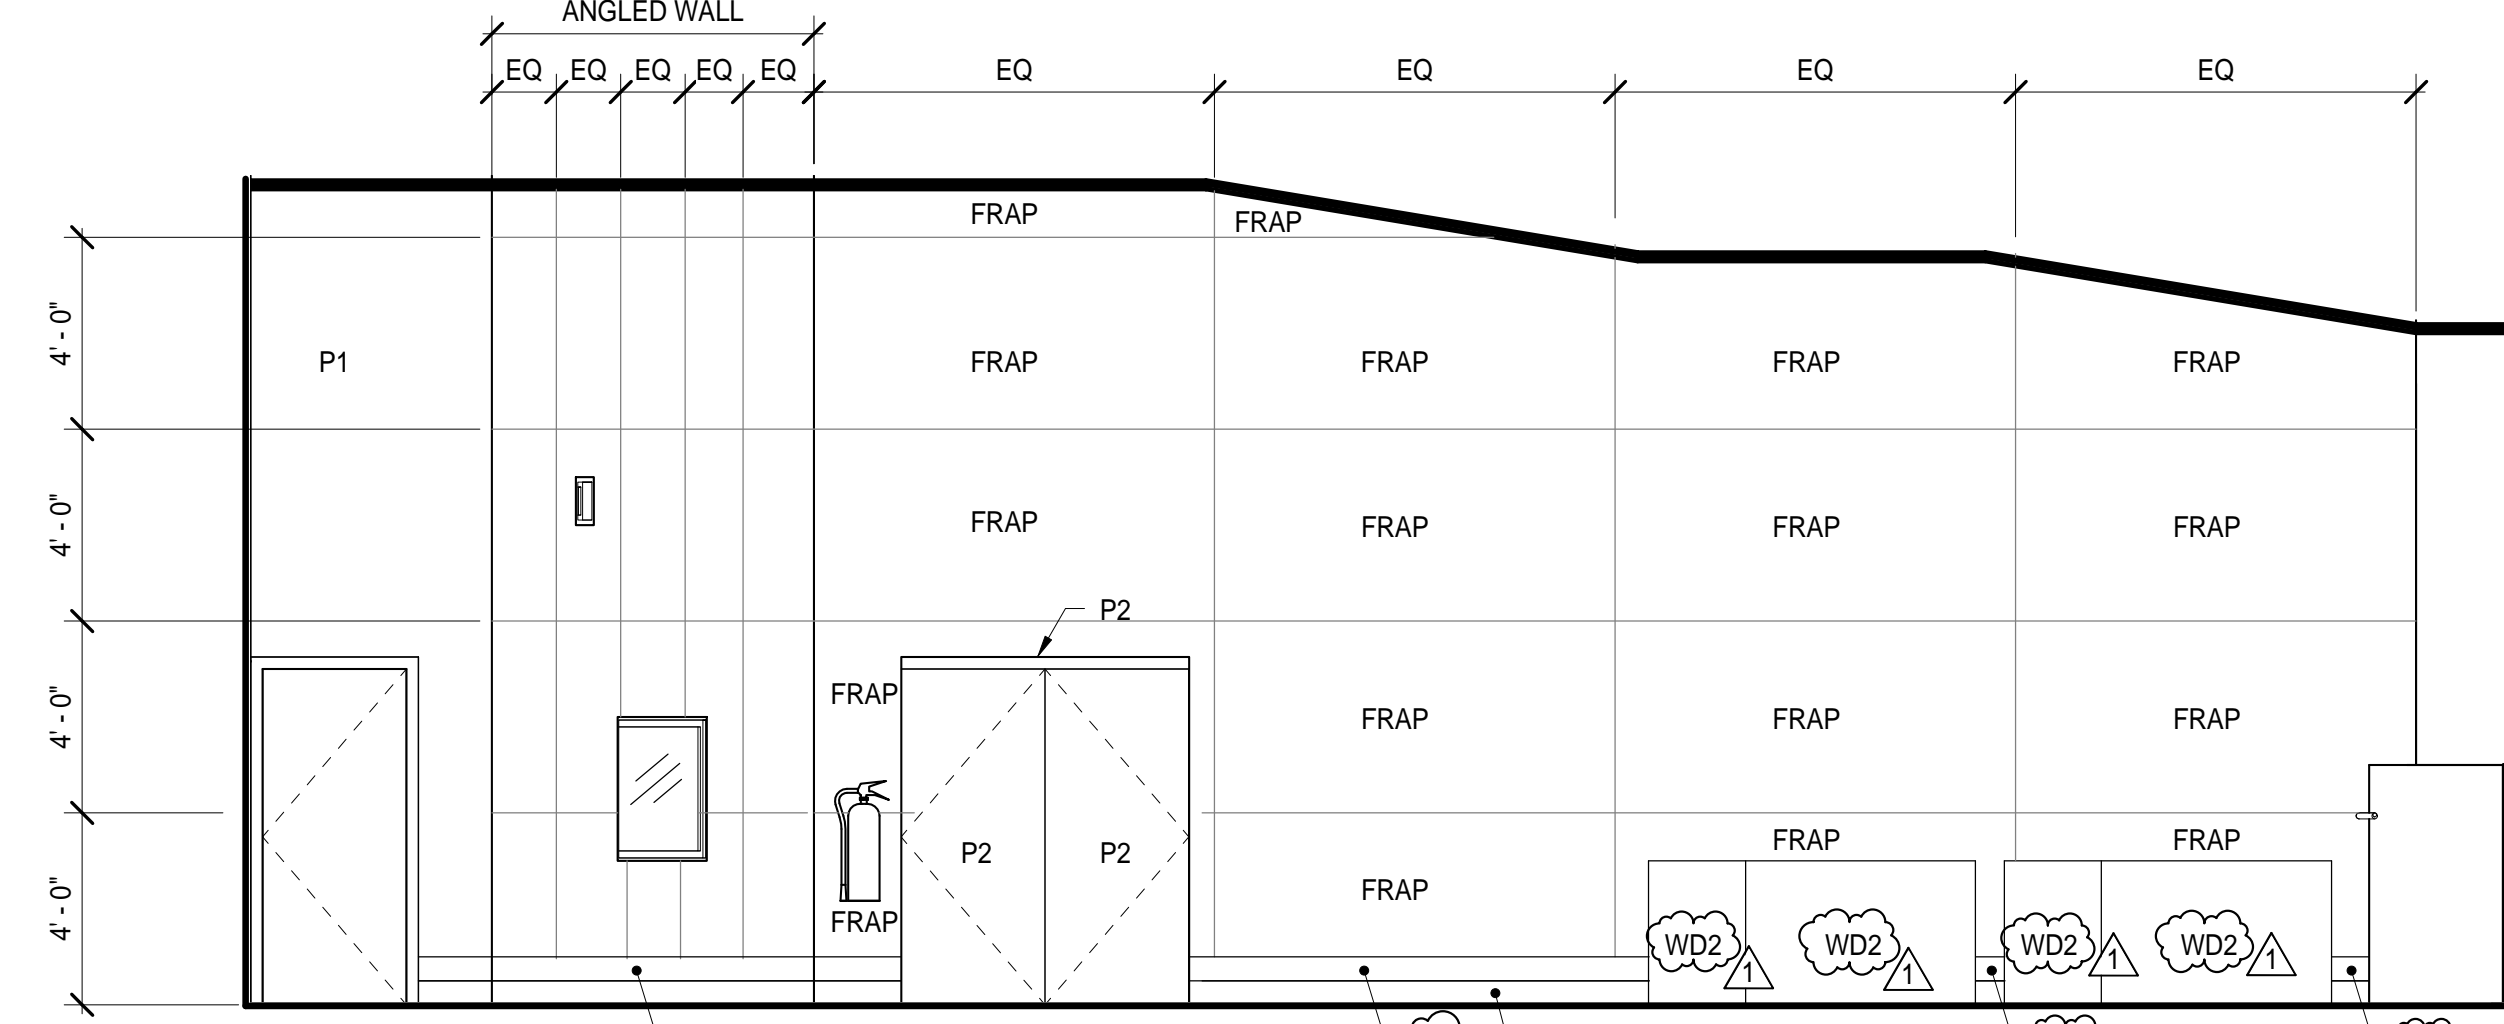 ANGLED WALL
EQ EQ EQ EQ EQ EQ EQ EQ EQ
FRAP
FRAP
4' - 0"
P1 FRAP FRAP FRAP FRAP
4' - 0"
FRAP FRAP FRAP FRAP
P2
4' - 0"
FRAP FRAP FRAP FRAP
FRAP FRAP
P2 P2
4' - 0"
FRAP
FRAP
WD2 WD2 WD2 WD2
1 1 1 1